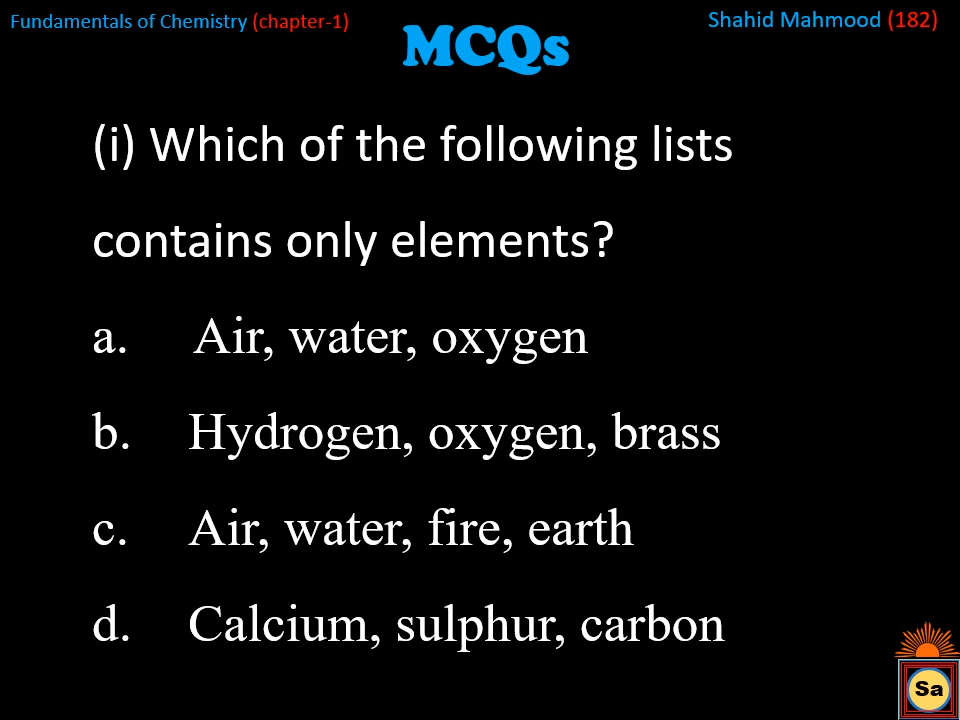 Fundamentals of Chemistry (chapter-1)
Shahid Mahmood (182)
MCQs
(i) Which of the following lists
contains only elements?
a. Air, water, oxygen
b. Hydrogen, oxygen, brass
c. Air, water, fire, earth
d. Calcium, sulphur, carbon
Sa